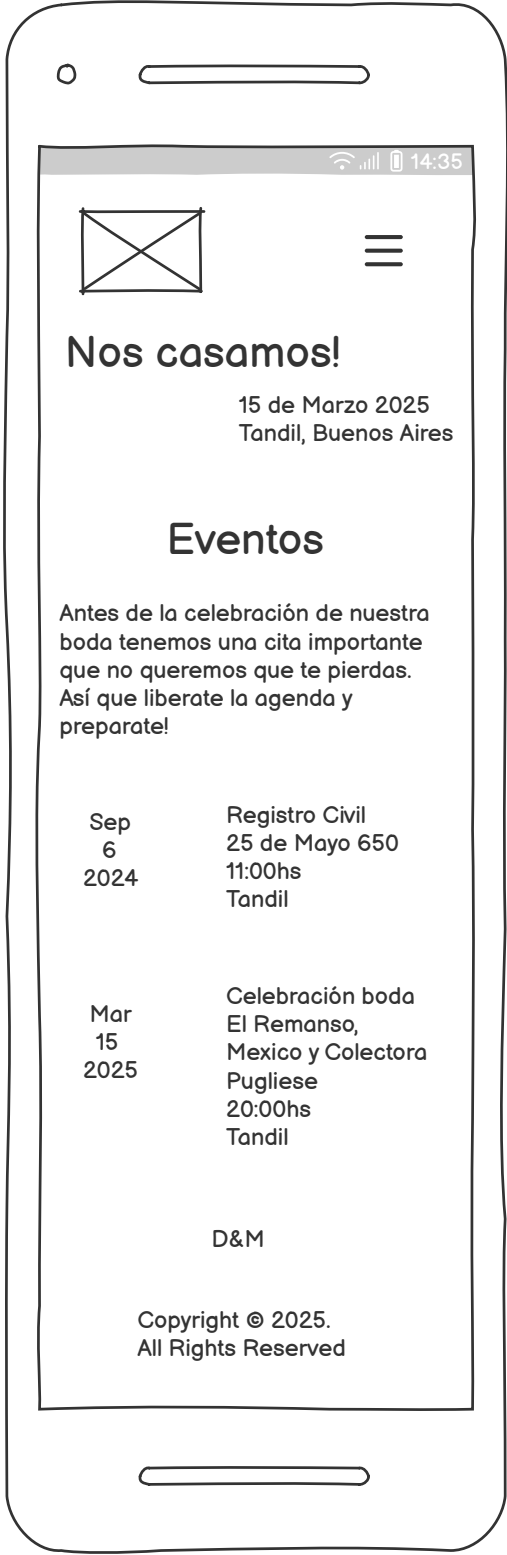 14:35
Nos casamos!
15 de Marzo 2025
Tandil, Buenos Aires
Eventos
Antes de la celebración de nuestra
boda tenemos una cita importante
que no queremos que te pierdas.
Así que liberate la agenda y
preparate!
Sep
6
2024
Registro Civil
25 de Mayo 650
11:00hs
Tandil
Mar
15
2025
Celebración boda
El Remanso,
Mexico y Colectora
Pugliese
20:00hs
Tandil
D&M
Copyright © 2025.
All Rights Reserved